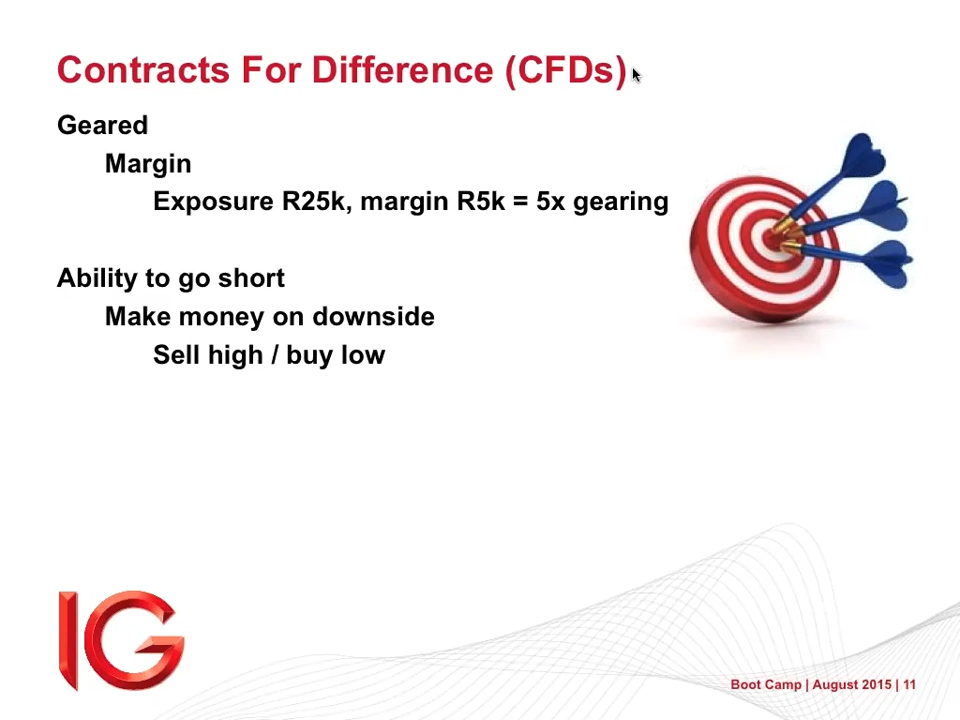 Contracts For Difference (CFDs)
Geared
Margin
Exposure R25k, margin R5k = 5x gearing
Ability to go short
Make money on downside
Sell high / buy low
IG
Boot Camp | August 2015 | 11